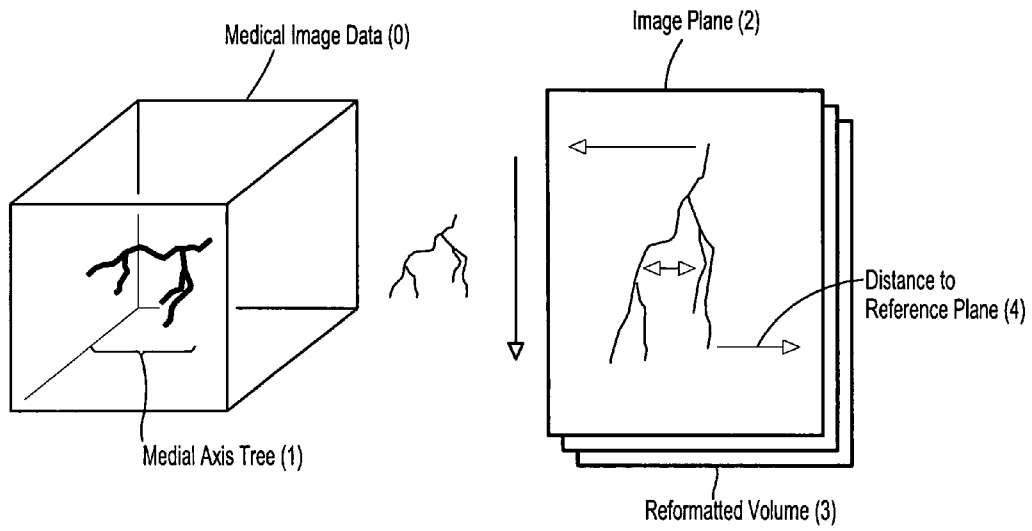 Medical Image Data (0)
Image Plane (2)
Distance to
Reference Plane (4)
Medial Axis Tree (1)
Reformatted Volume (3)